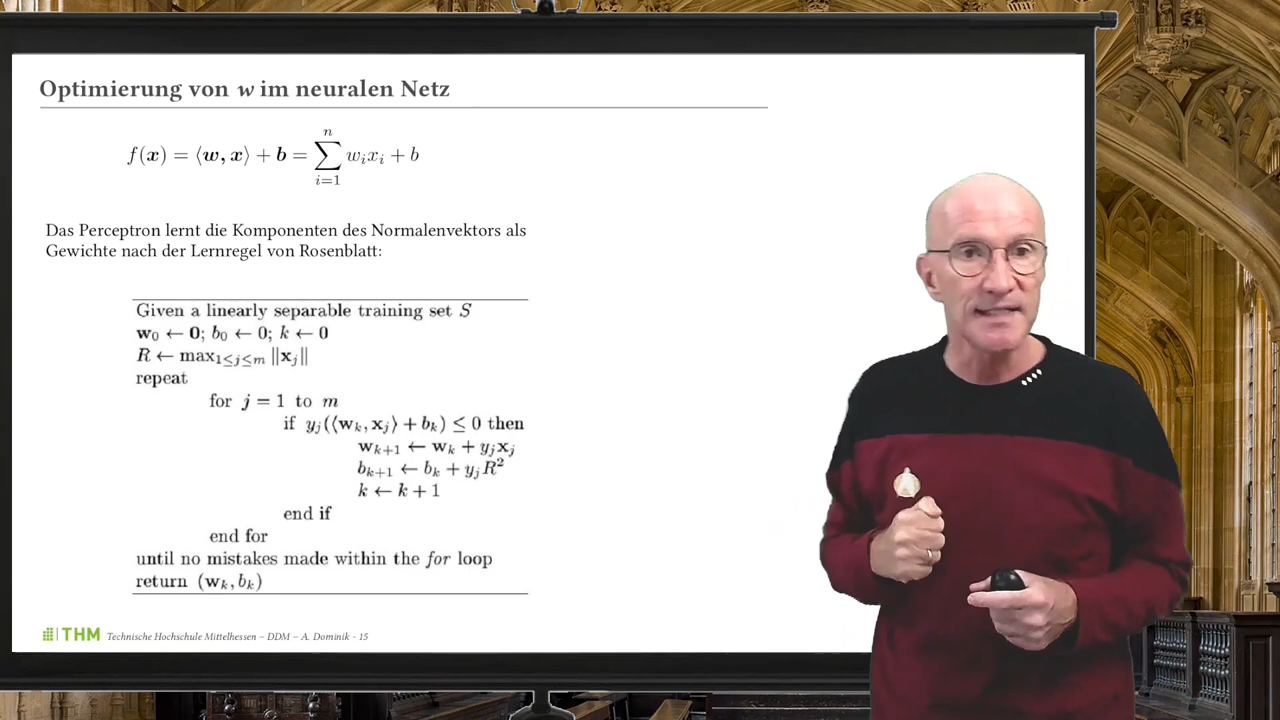 Optimierung von w im neuralen Netz
f(x) = ⟨w, x⟩ + b = ∑_{i=1}^{n} w_i x_i + b
Das Perceptron lernt die Komponenten des Normalenvektors als
Gewichte nach der Lernregel von Rosenblatt:
Given a linearly separable training set S
w_0 ← 0; b_0 ← 0; k ← 0
R ← max_{1≤j≤m} ‖x_j‖
repeat
for j = 1 to m
if y_j(⟨w_k, x_j⟩ + b_k) ≤ 0 then
w_{k+1} ← w_k + y_j x_j
b_{k+1} ← b_k + y_j R^2
k ← k + 1
end if
end for
until no mistakes made within the for loop
return (w_k, b_k)
THM Technische Hochschule Mittelhessen – DDM – A. Dominik - 15